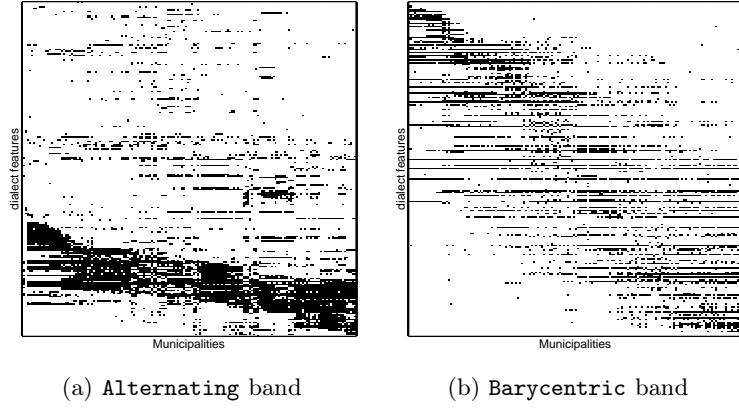 dialect features
Municipalities
(a) Alternating band
dialect features
Municipalities
(b) Barycentric band